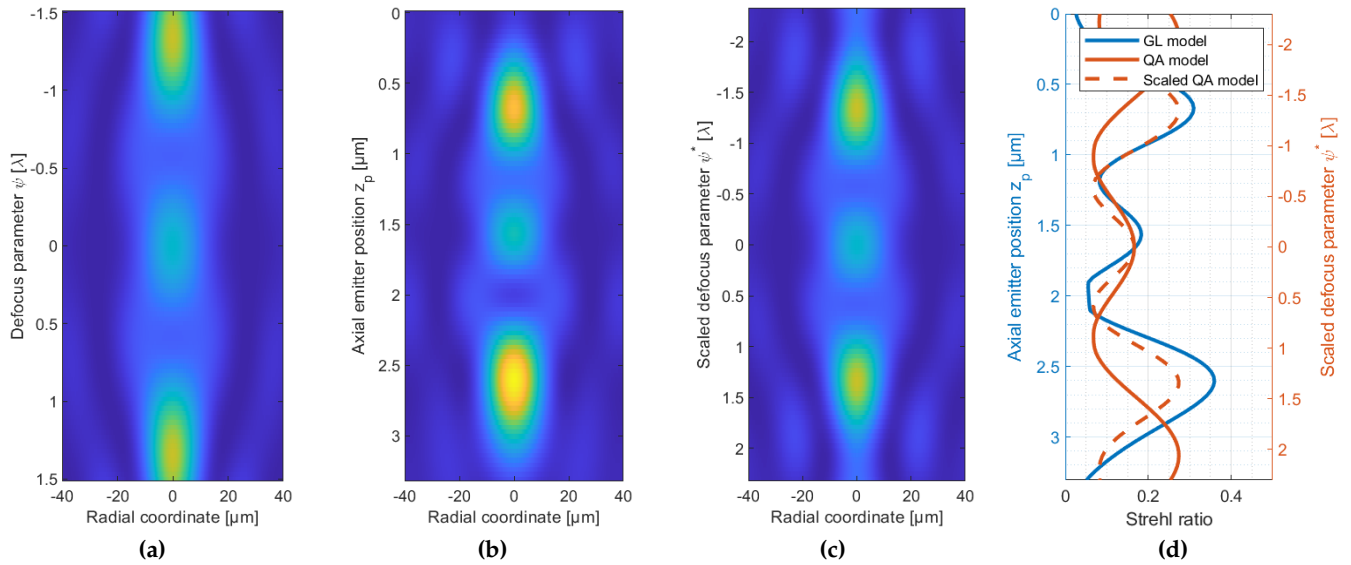 -1.5
-1
-0.5
0
0.5
1
1.5
-40 -20 0 20 40
Defocus parameter ψ [λ]
Radial coordinate [µm]
(a)
0
0.5
1
1.5
2
2.5
3
-40 -20 0 20 40
Axial emitter position z_p [µm]
Radial coordinate [µm]
(b)
-2
-1.5
-1
-0.5
0
0.5
1
1.5
2
-40 -20 0 20 40
Scaled defocus parameter ψ* [λ]
Radial coordinate [µm]
(c)
GL model
QA model
Scaled QA model
0
0.5
1
1.5
2
2.5
3
Axial emitter position z_p [µm]
-2
-1.5
-1
-0.5
0
0.5
1
1.5
2
Scaled defocus parameter ψ* [λ]
0 0.2 0.4
Strehl ratio
(d)